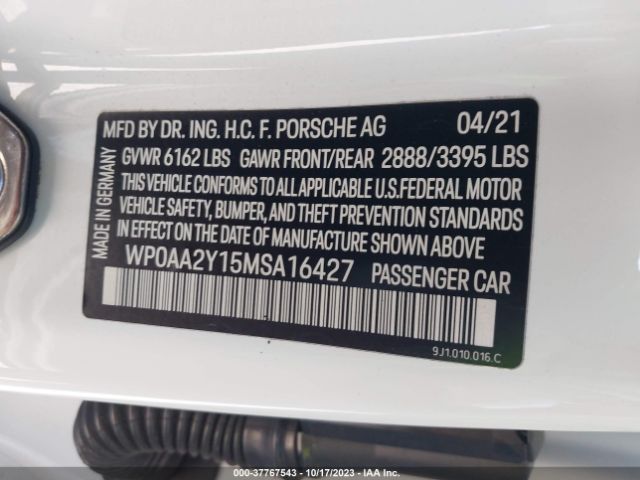 MFD BY DR. ING. H.C. F. PORSCHE AG 04/21
GVWR 6162 LBS GAWR FRONT/REAR 2888/3395 LBS
THIS VEHICLE CONFORMS TO ALL APPLICABLE U.S.FEDERAL MOTOR
VEHICLE SAFETY, BUMPER, AND THEFT PREVENTION STANDARDS
IN EFFECT ON THE DATE OF MANUFACTURE SHOWN ABOVE
WP0AA2Y15MSA16427 PASSENGER CAR
MADE IN GERMANY
9J1.010.016.C
00-37767543 - 10/17/2023 - IAA Inc.